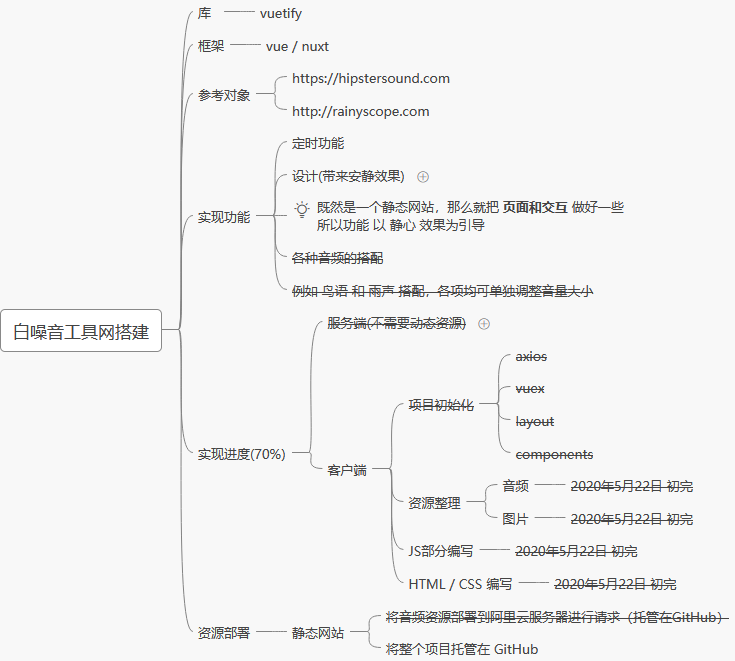 库
vuetify
框架
vue / nuxt
参考对象
https://hipstersound.com
http://rainyscope.com
实现功能
定时功能
设计(带来安静效果)
既然是一个静态网站，那么就把 页面和交互 做好一些
所以功能 以 静心 效果为引导
各种音频的搭配
例如 鸟语 和 雨声 搭配，各项均可单独调整音量大小
白噪音工具网搭建
实现进度(70%)
服务端(不需要动态资源)
客户端
项目初始化
axios
vuex
layout
components
资源整理
音频
2020年5月22日 初完
图片
2020年5月22日 初完
JS部分编写
2020年5月22日 初完
HTML / CSS 编写
2020年5月22日 初完
资源部署
静态网站
将音频资源部署到阿里云服务器进行请求（托管在GitHub）
将整个项目托管在 GitHub